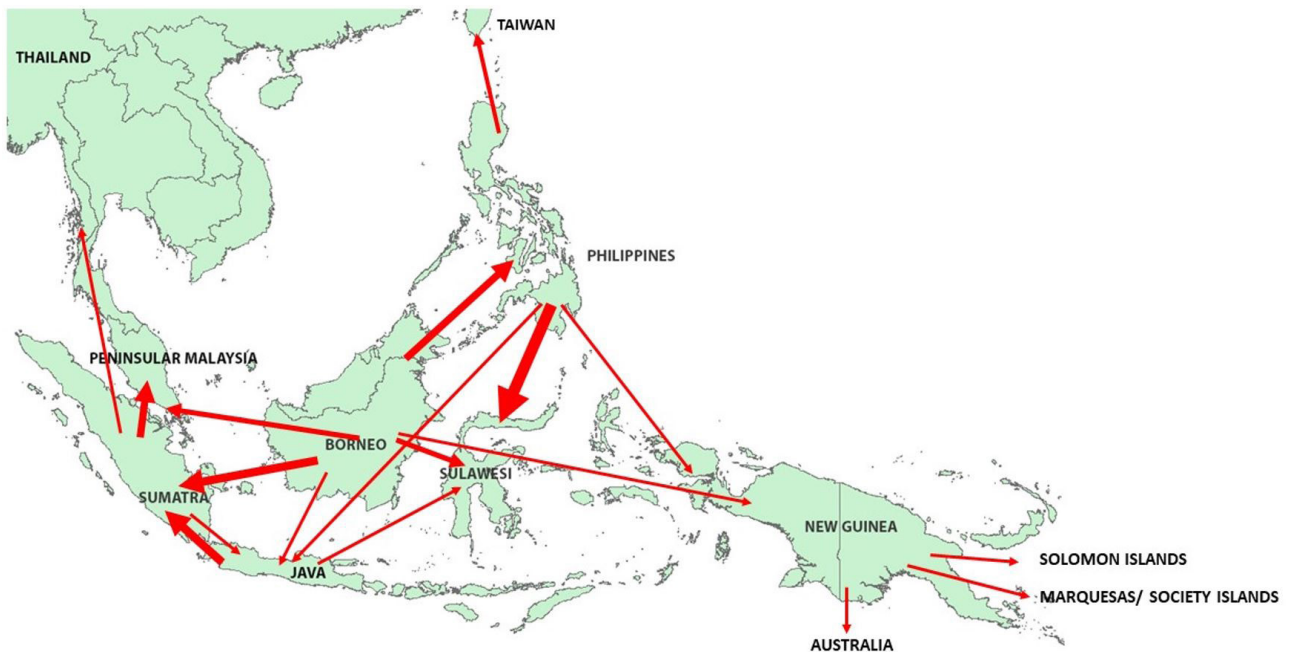 TAIWAN
THAILAND
PHILIPPINES
PENINSULAR MALAYSIA
BORNEO
SULAWESI
SUMATRA
NEW GUINEA
JAVA
SOLOMON ISLANDS
MARQUESAS/ SOCIETY ISLANDS
AUSTRALIA